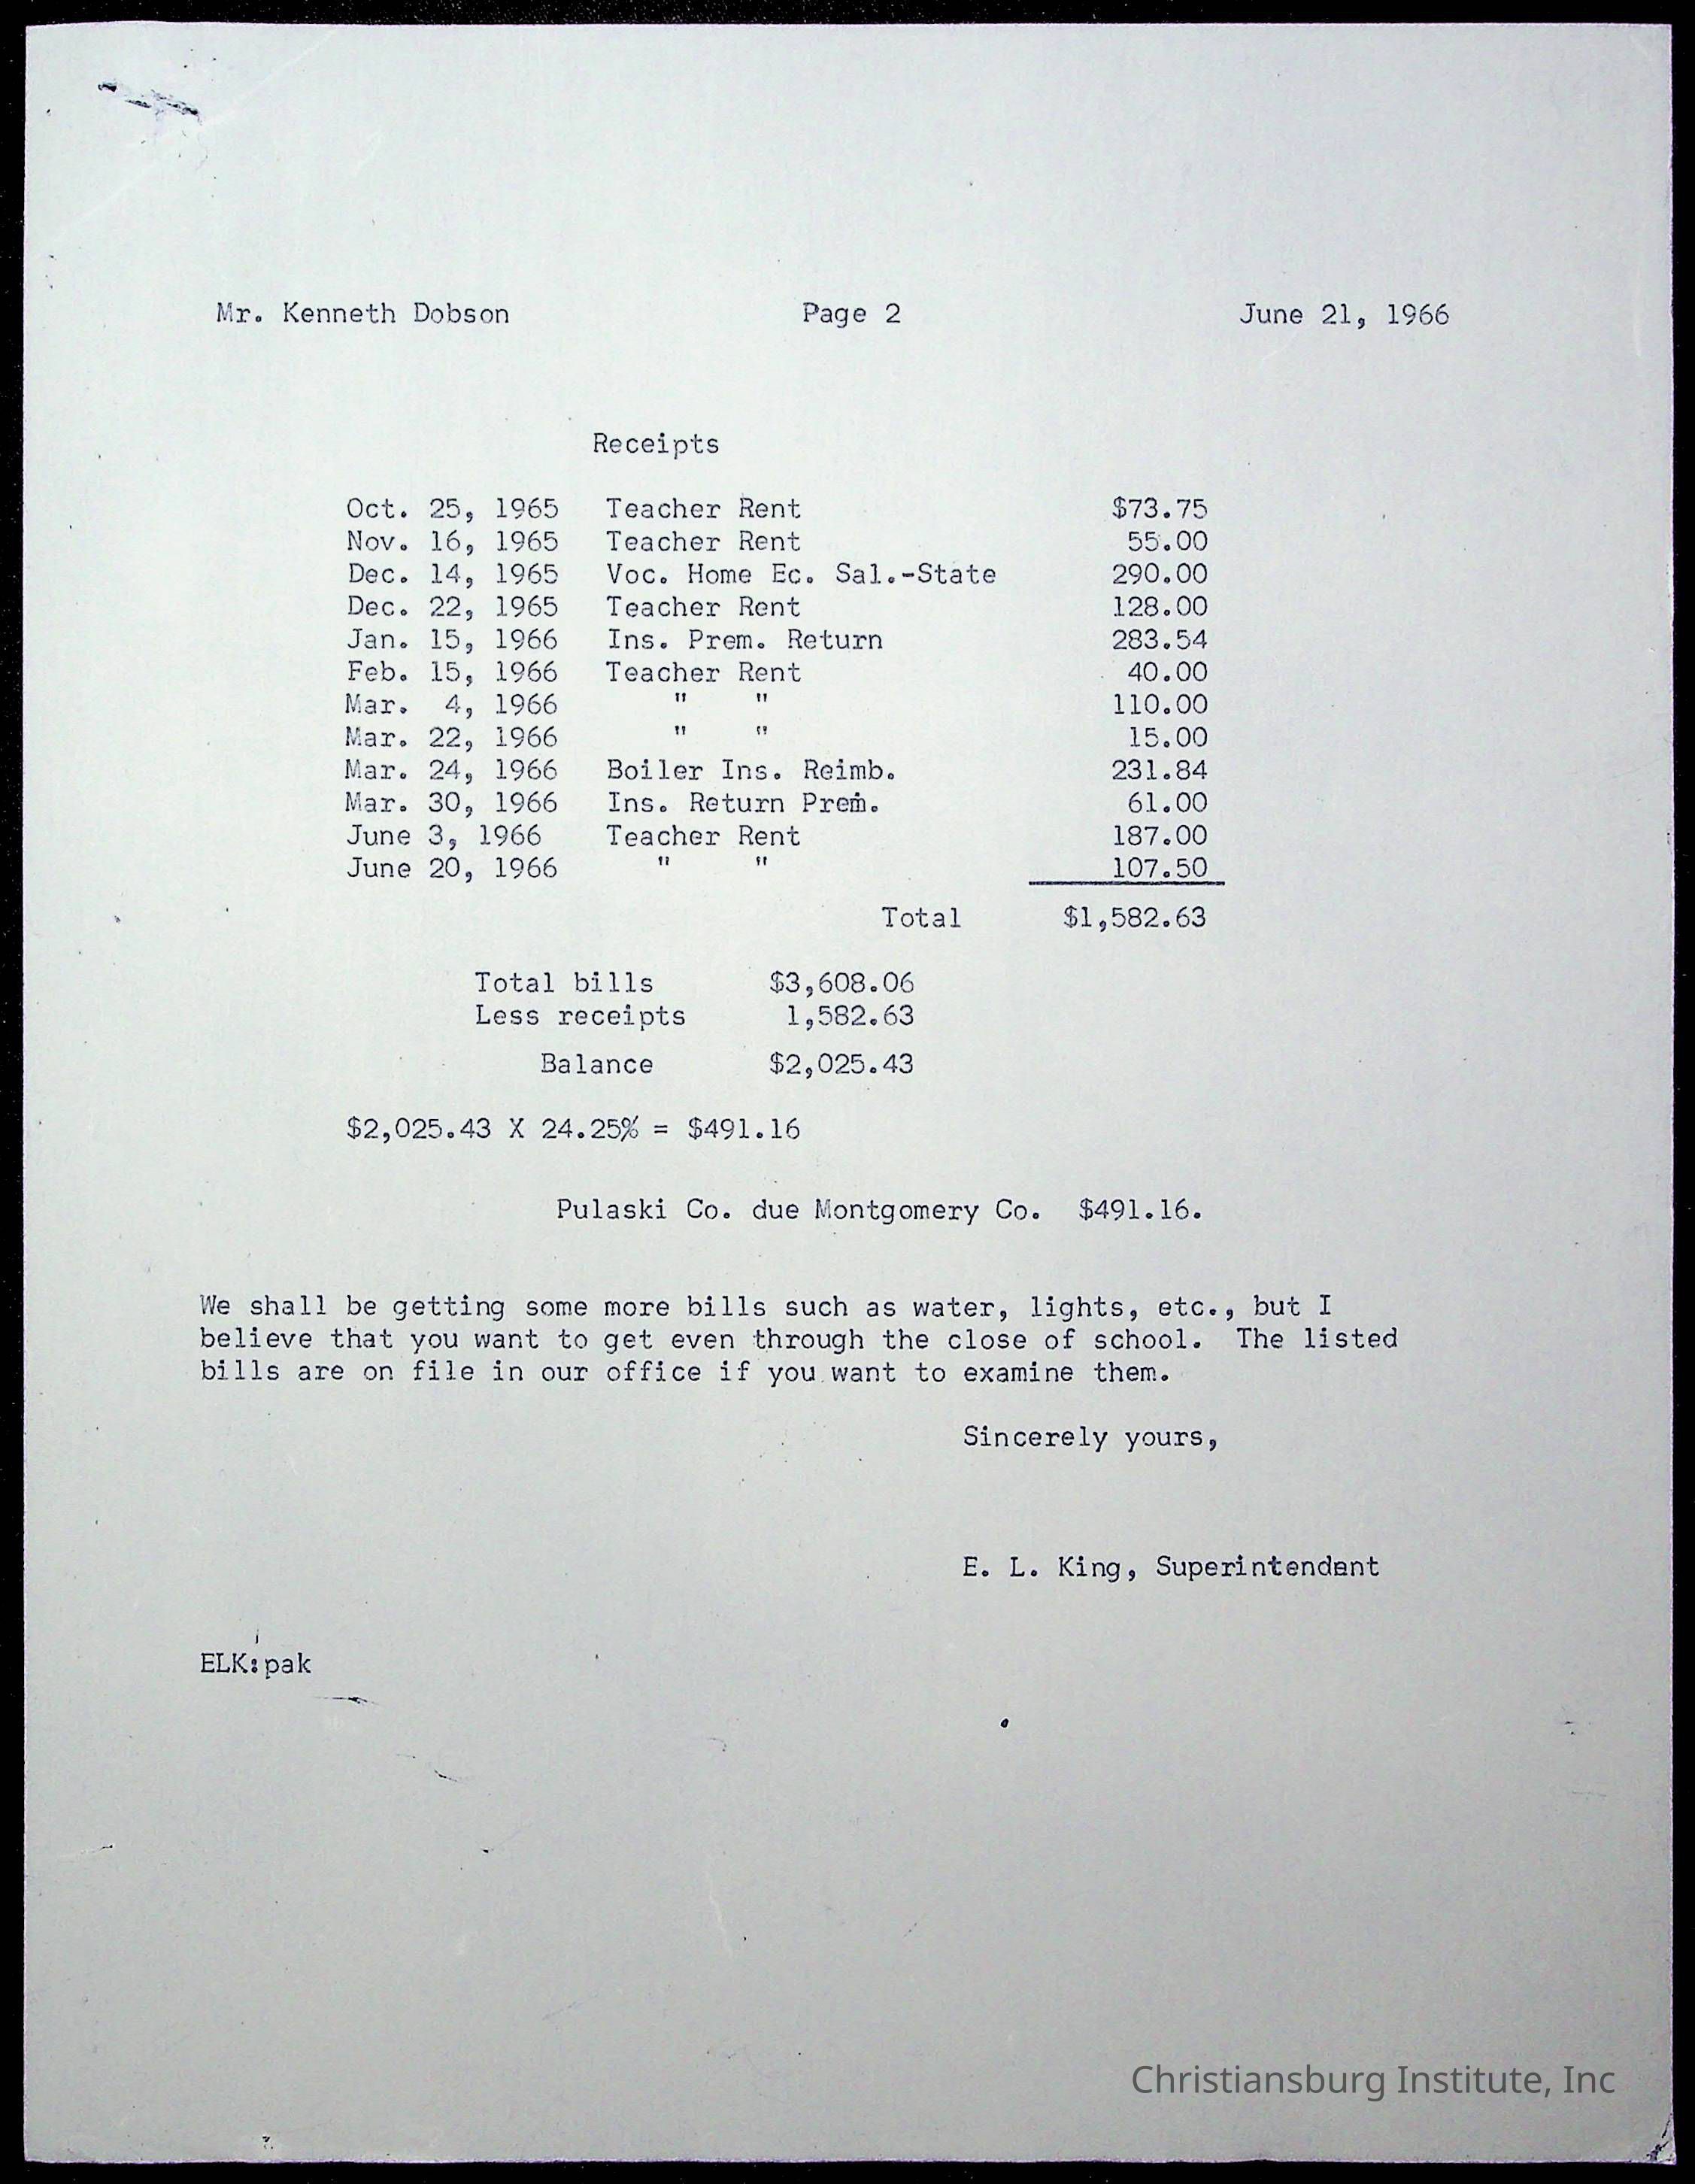 Mr. Kenneth Dobson Page 2 June 21, 1966
Receipts
Oct. 25, 1965 Teacher Rent $73.75
Nov. 16, 1965 Teacher Rent 55.00
Dec. 14, 1965 Voc. Home Ec. Sal.-State 290.00
Dec. 22, 1965 Teacher Rent 128.00
Jan. 15, 1966 Ins. Prem. Return 283.54
Feb. 15, 1966 Teacher Rent 40.00
Mar. 4, 1966 " " 110.00
Mar. 22, 1966 " " 15.00
Mar. 24, 1966 Boiler Ins. Reimb. 231.84
Mar. 30, 1966 Ins. Return Prem. 61.00
June 3, 1966 Teacher Rent 187.00
June 20, 1966 " " 107.50
Total $1,582.63
Total bills $3,608.06
Less receipts 1,582.63
Balance $2,025.43
$2,025.43 X 24.25% = $491.16
Pulaski Co. due Montgomery Co. $491.16.
We shall be getting some more bills such as water, lights, etc., but I
believe that you want to get even through the close of school. The listed
bills are on file in our office if you want to examine them.
Sincerely yours,
E. L. King, Superintendent
ELK:pak
Christiansburg Institute, Inc